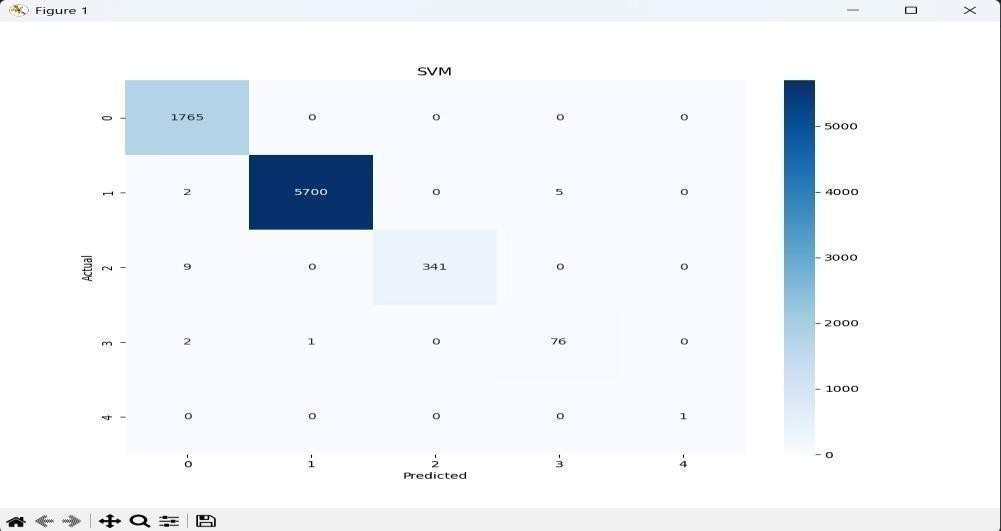 Figure 1
SVM
0 1765 0 0 0 0
1 2 5700 0 5 0
2 9 0 341 0 0
3 2 1 0 76 0
4 0 0 0 0 1
0 1 2 3 4
Predicted
Actual
5000
4000
3000
2000
1000
0